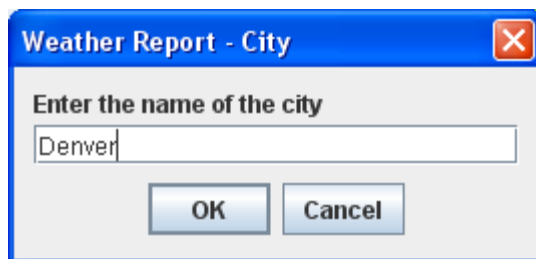 Weather Report - City
Enter the name of the city
Denver
OK Cancel